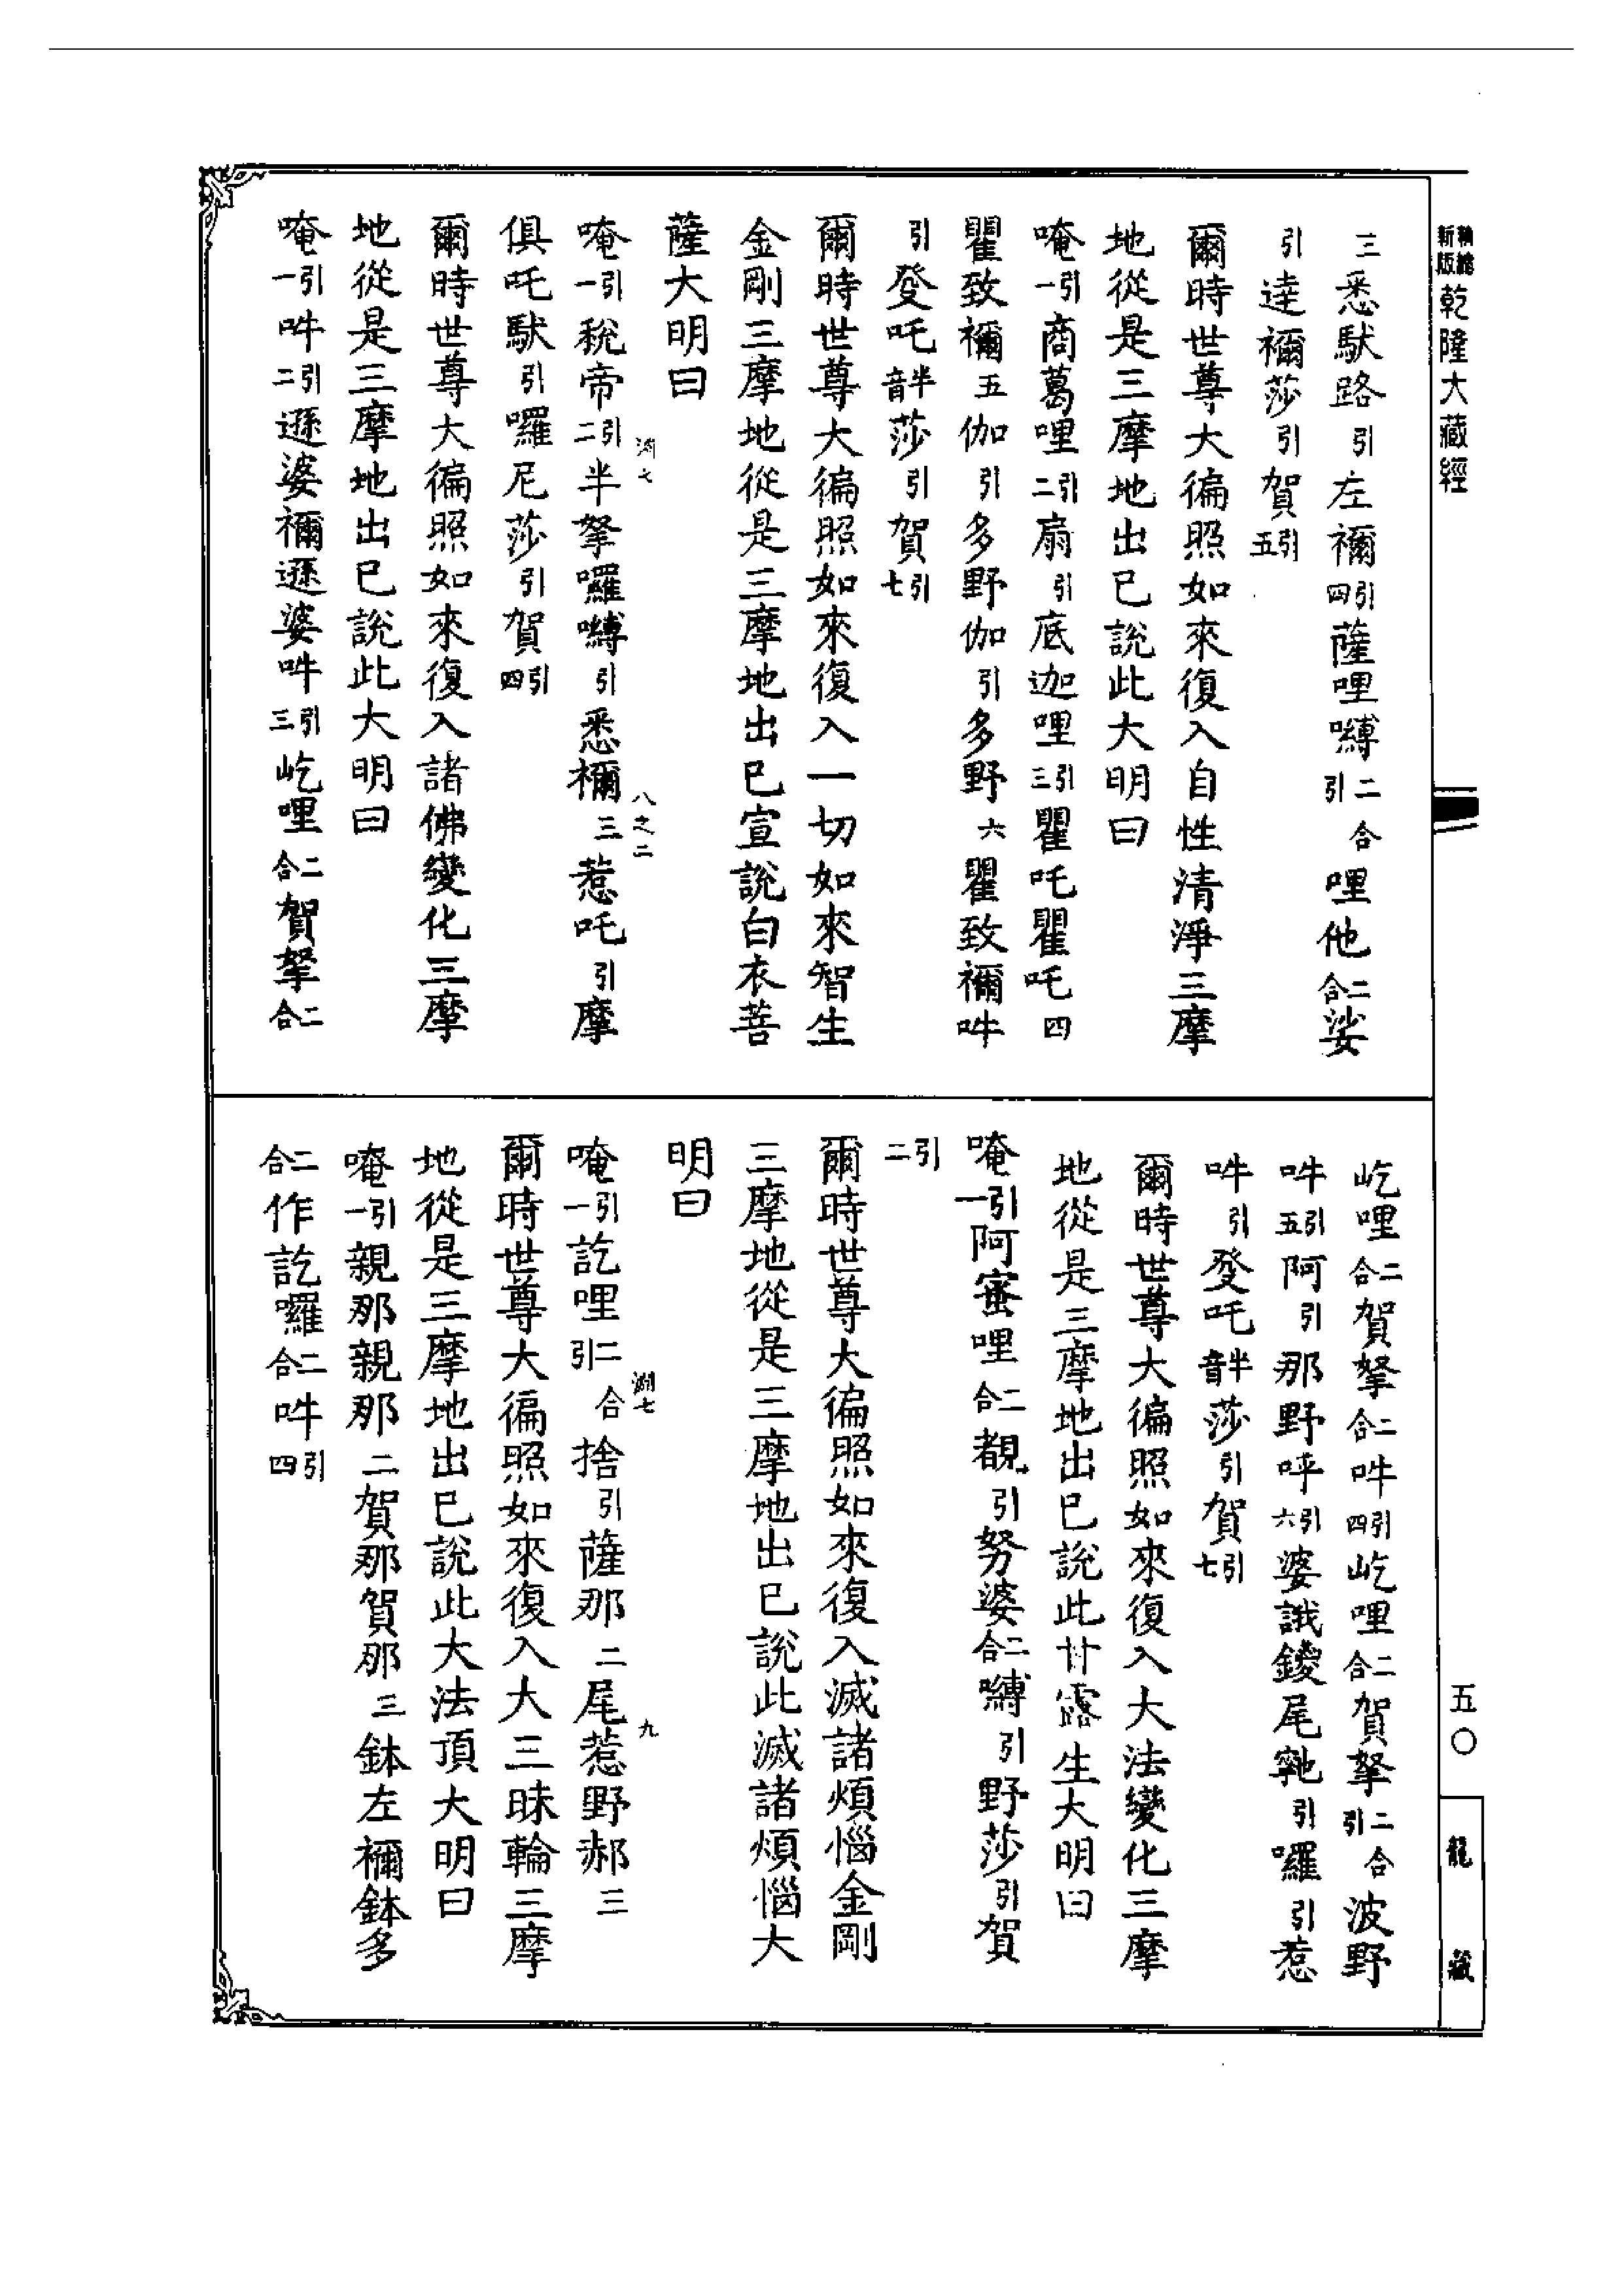 新編縮版乾隆大藏經
三悉馱路引左禰四引薩哩嚩二合引哩他二合娑
引達禰莎引賀五引
爾時世尊大徧照如來復入自性清淨三摩
地從是三摩地出已說此大明曰
唵一引商葛哩二引扇引底迦哩三引瞿吒瞿吒四
瞿致禰五伽引多野伽引多野六瞿致禰吽
引發吒半音莎引賀七引
爾時世尊大徧照如來復入一切如來智生
金剛三摩地從是三摩地出已宣說白衣菩
薩大明曰
淵七 八之二
唵一引稅帝二引半拏囉嚩引悉禰三惹吒引摩
俱吒馱引囉尼莎引賀四引
爾時世尊大徧照如來復入諸佛變化三摩
地從是三摩地出已說此大明曰
唵一引吽二引遜婆禰遜婆吽三引屹哩二合賀拏二合
屹哩二合賀拏二合吽四引屹哩二合賀拏二合引波野
吽五引阿引那野呼六引婆誐鑁尾䭾引囉引惹
吽引發吒半音莎引賀七引
爾時世尊大徧照如來復入大法變化三摩
地從是三摩地出已說此甘露生大明曰
唵一引阿蜜哩二合覩引努婆二合嚩引野莎引賀
二引
爾時世尊大徧照如來復入滅諸煩惱金剛
三摩地從是三摩地出已說此滅諸煩惱大
明曰
淵七 九
唵一引訖哩二合引捨引薩那二尾惹野郝三
爾時世尊大徧照如來復入大三昧輪三摩
地從是三摩地出已說此大法頂大明曰
唵一引親那親那二賀那賀那三鉢左禰鉢多
二合作訖囉二合吽四引
五〇
龍藏